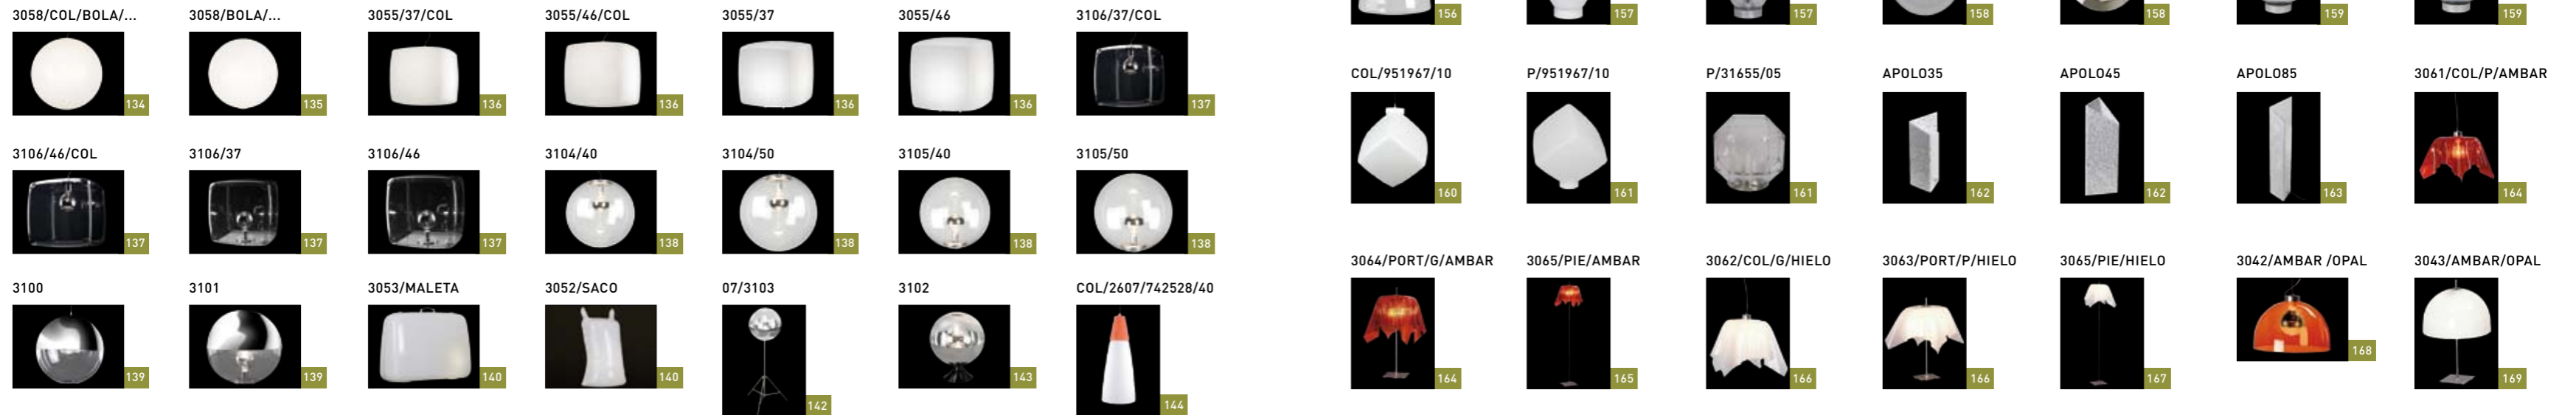 3058/COL/BOLA/... 3058/BOLA/... 3055/37/COL 3055/46/COL 3055/37 3055/46 3106/37/COL
134 135 136 136 136 136 137
3106/46/COL 3106/37 3106/46 3104/40 3104/50 3105/40 3105/50
137 137 137 138 138 138 138
3100 3101 3053/MALETA 3052/SACO 07/3103 3102 COL/2607/742528/40
139 139 140 140 142 143 144
156 157 157 158 158 159 159
COL/951967/10 P/951967/10 P/31655/05 APOLO35 APOLO45 APOLO85 3061/COL/P/AMBAR
160 161 161 162 162 163 164
3064/PORT/G/AMBAR 3065/PIE/AMBAR 3062/COL/G/HIELO 3063/PORT/P/HIELO 3065/PIE/HIELO 3042/AMBAR /OPAL 3043/AMBAR/OPAL
164 165 166 166 167 168 169